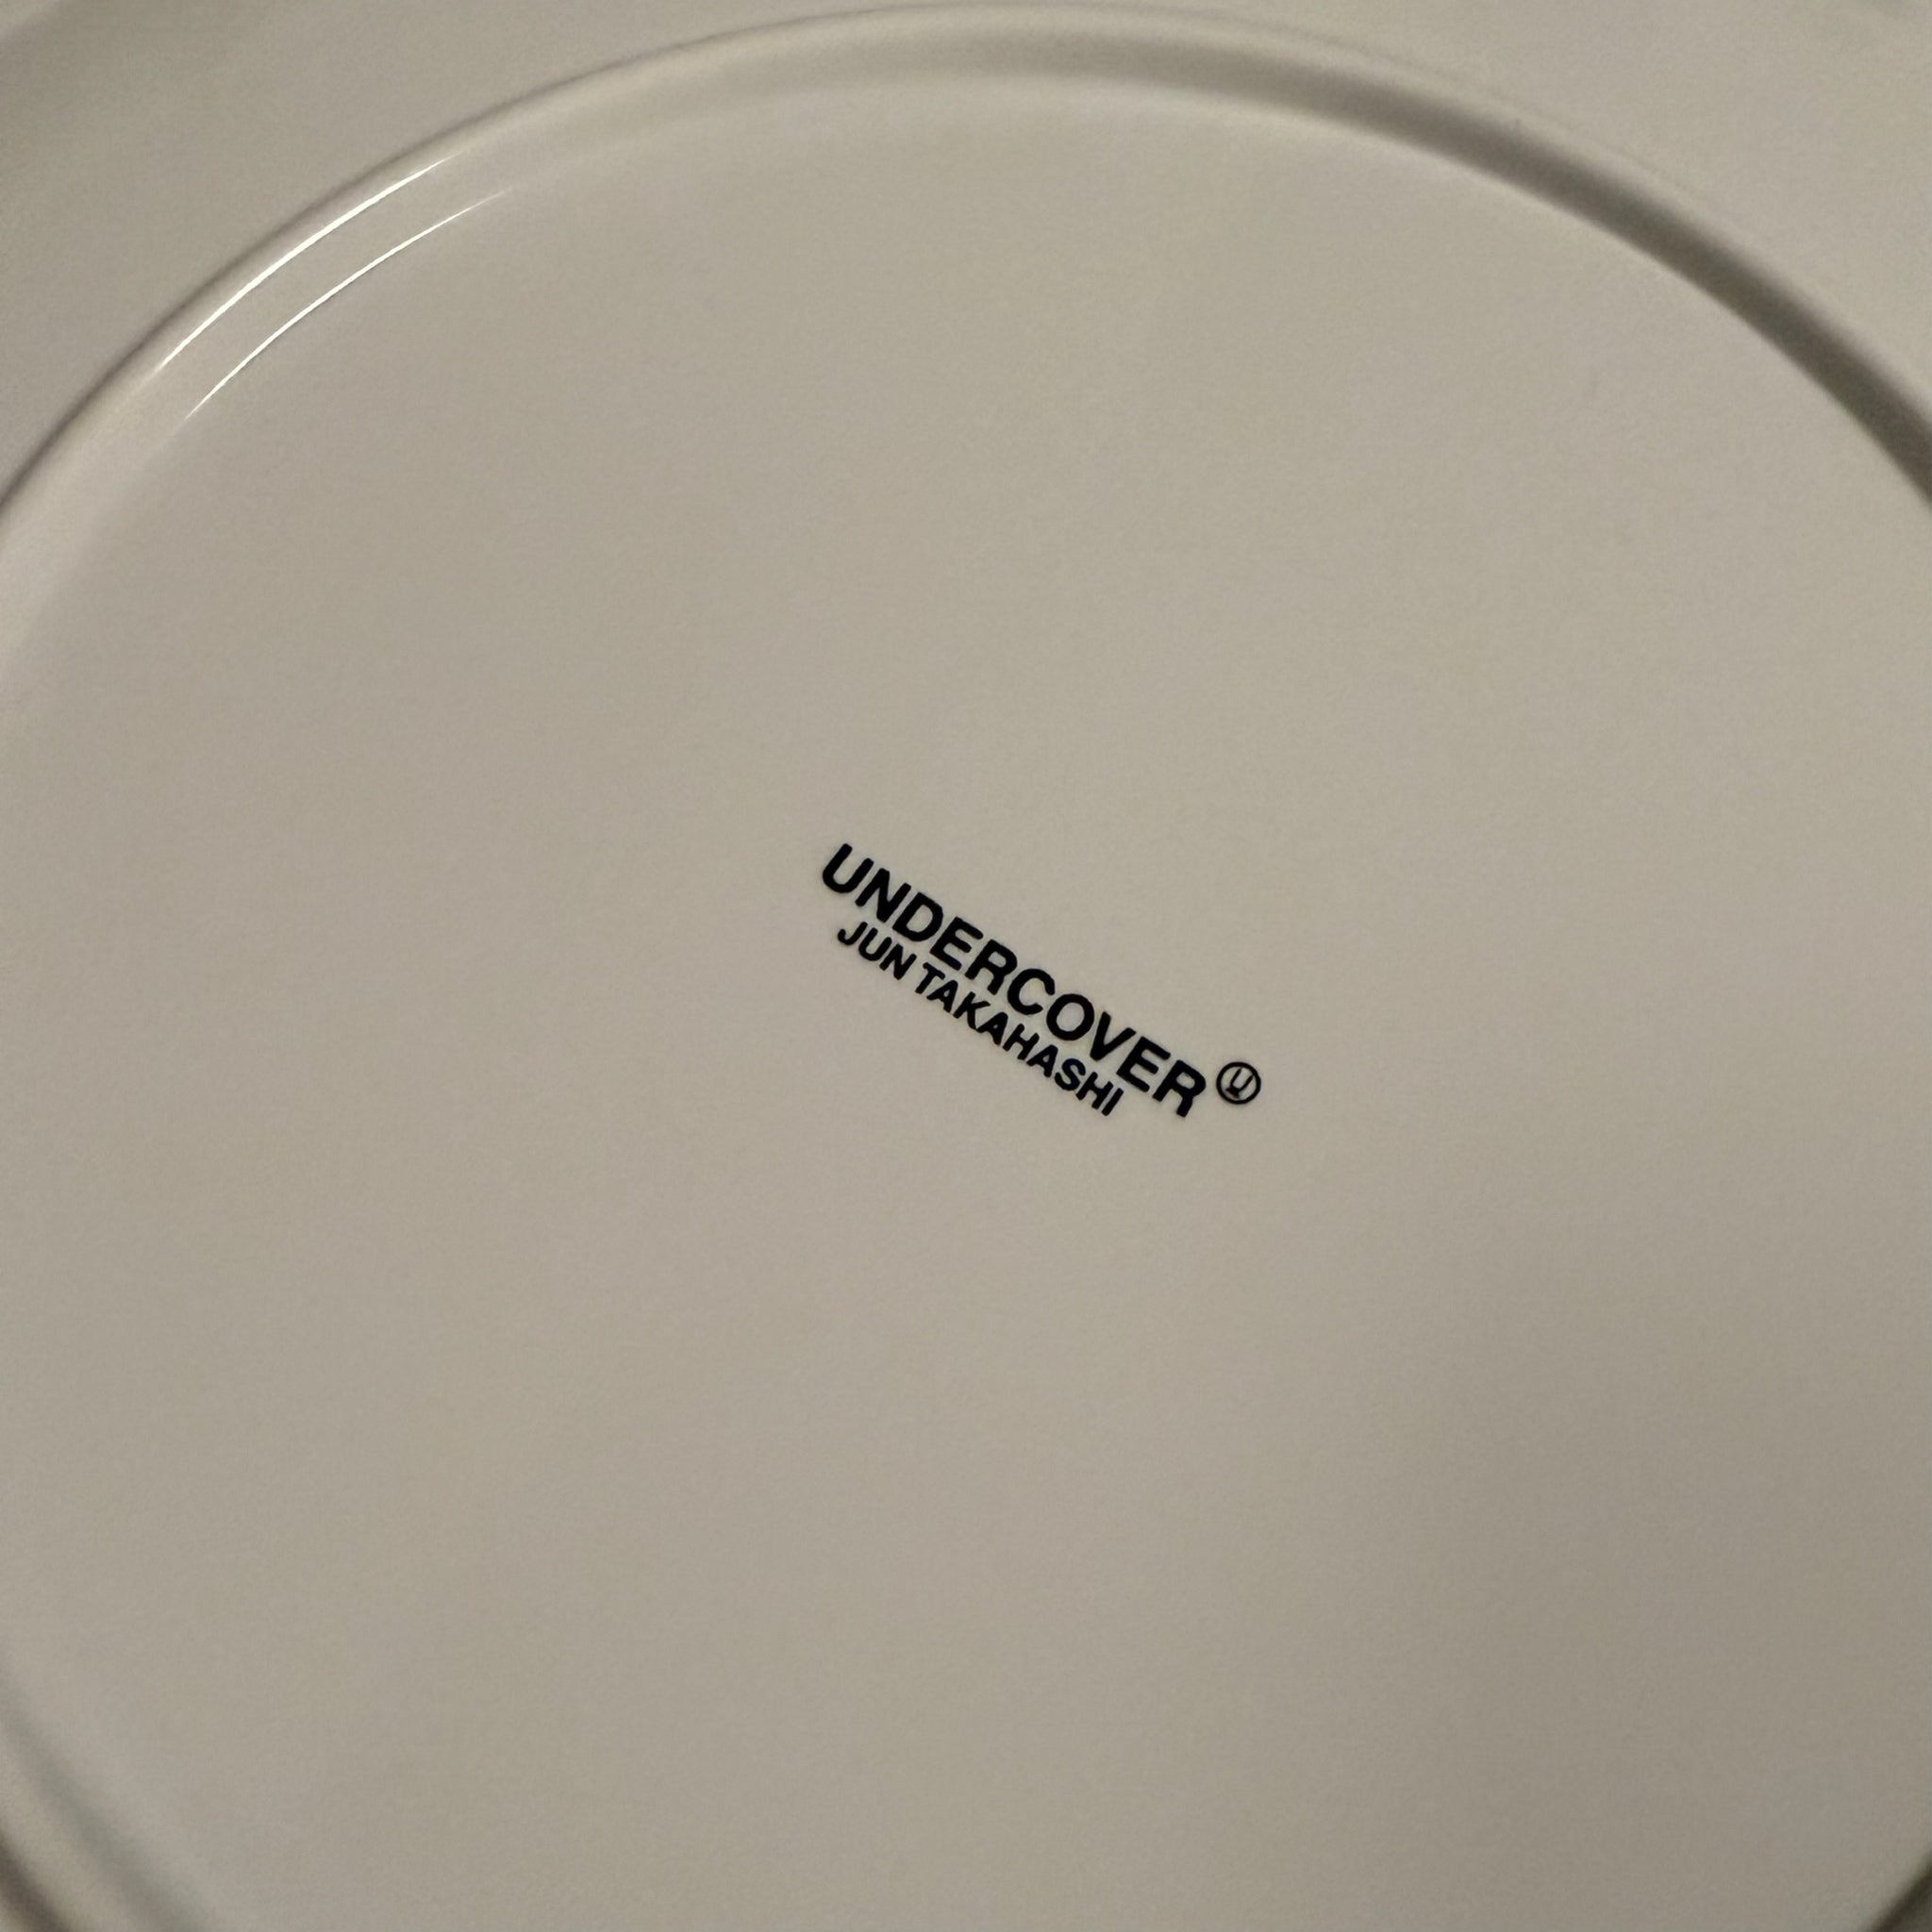 UNDERCOVER Ⓤ
JUN TAKAHASHI